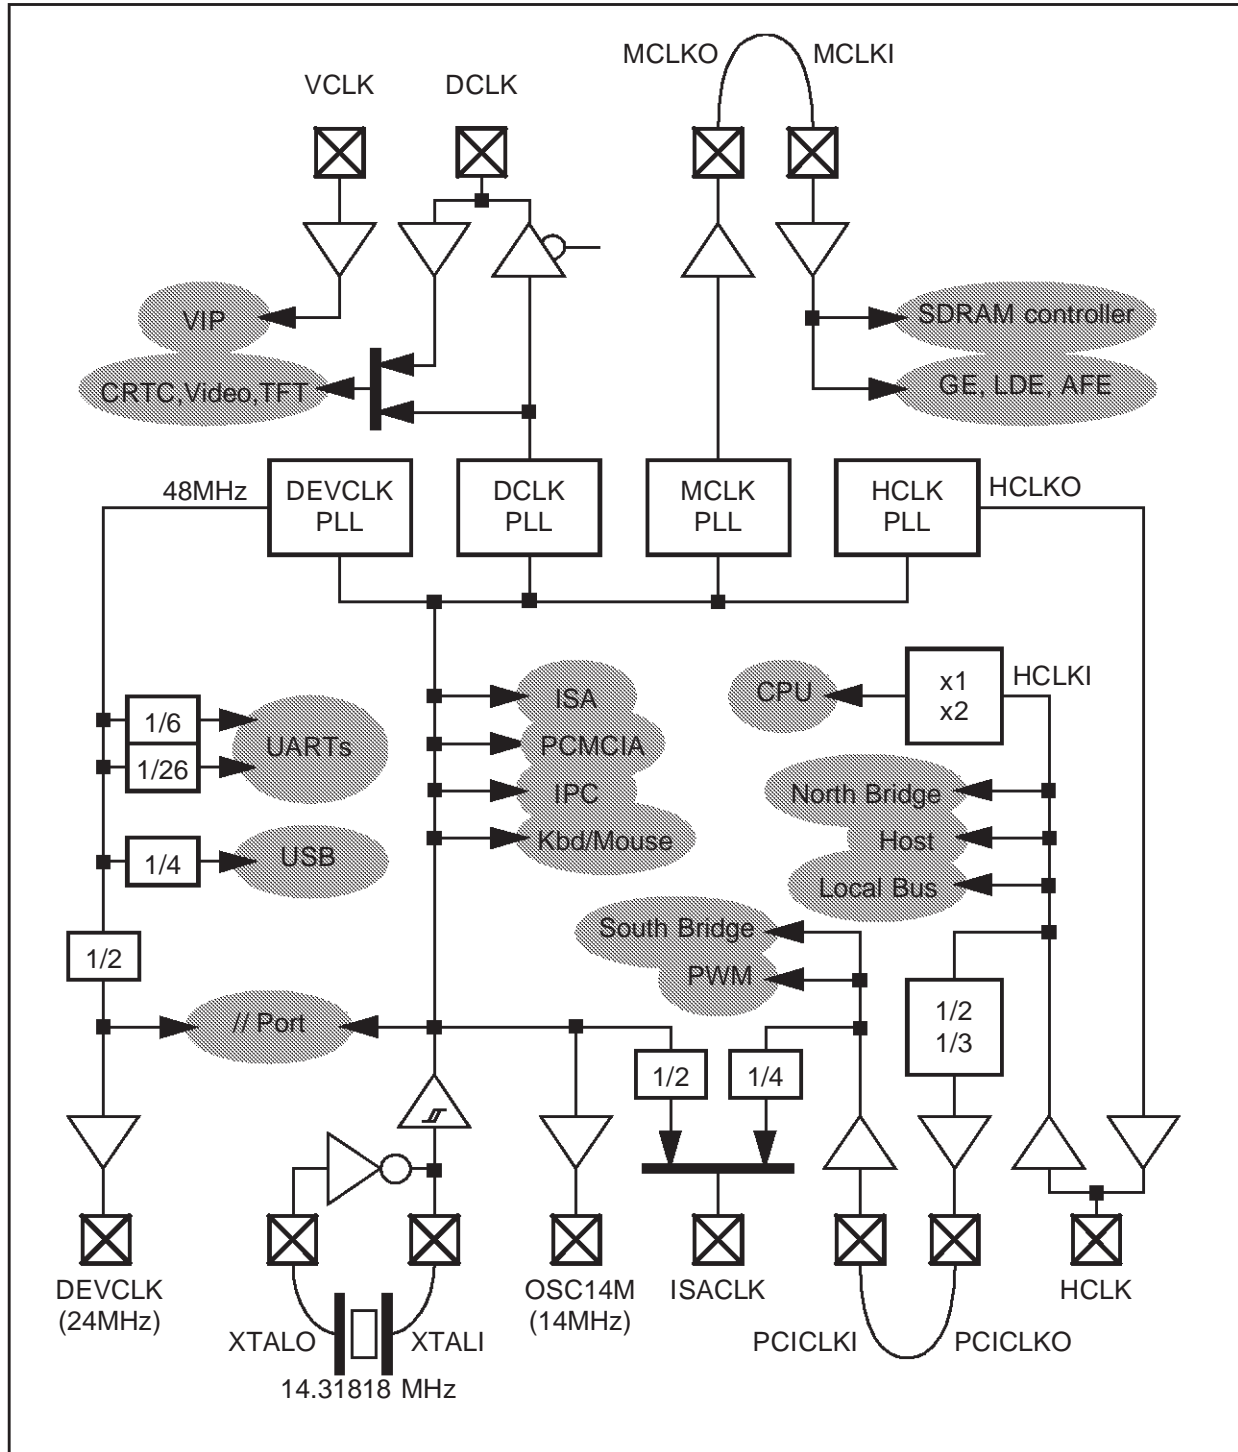 MCLKO
MCLKI
VCLK
DCLK
VIP
SDRAM controller
CRTC,Video,TFT
GE, LDE, AFE
48MHz
DEVCLK
PLL
DCLK
PLL
MCLK
PLL
HCLK
PLL
HCLKO
ISA
CPU
x1
x2
HCLKI
1/6
UARTs
PCMCIA
1/26
IPC
North Bridge
Kbd/Mouse
Host
1/4
USB
Local Bus
South Bridge
1/2
PWM
// Port
1/2
1/3
1/2
1/4
DEVCLK
(24MHz)
OSC14M
(14MHz)
ISACLK
HCLK
XTALO
XTALI
PCICLKI
PCICLKO
14.31818 MHz